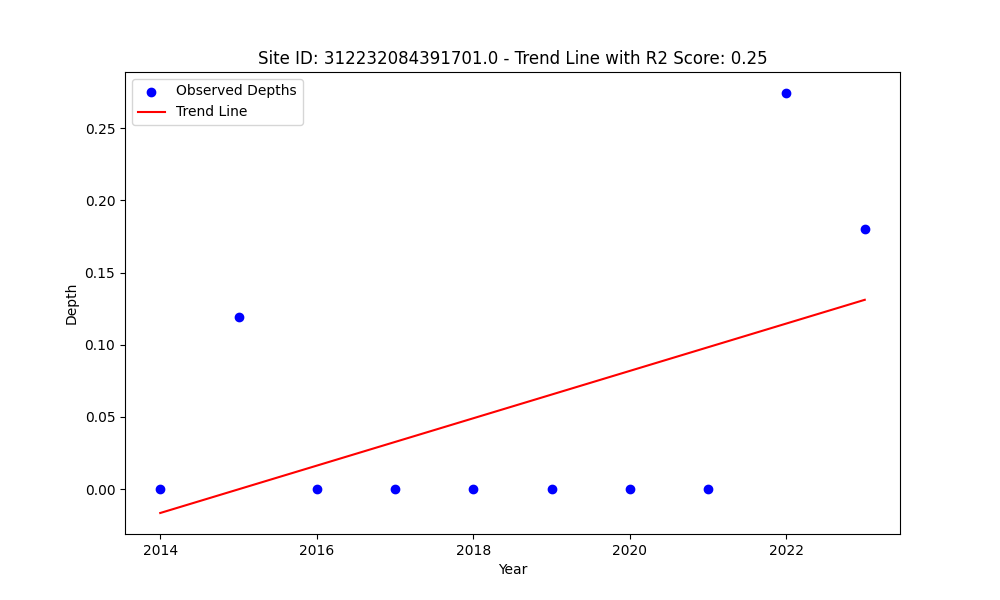 Site ID: 312232084391701.0 - Trend Line with R2 Score: 0.25
Observed Depths
Trend Line
0.25
0.20
0.15
0.10
0.05
0.00
Depth
2014
2016
2018
2020
2022
Year